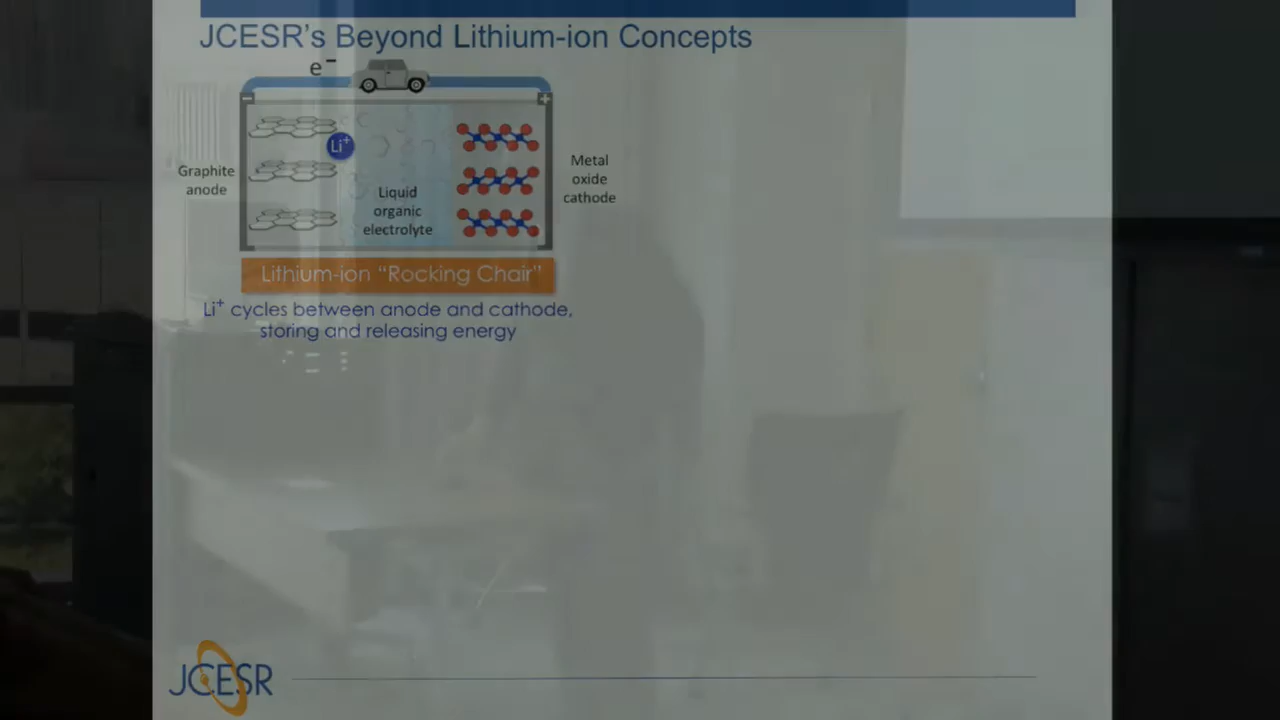 JCESR's Beyond Lithium-ion Concepts
e⁻
−
+
Li⁺
Graphite
anode
Liquid
organic
electrolyte
Metal
oxide
cathode
Lithium-ion “Rocking Chair”
Li⁺ cycles between anode and cathode,
storing and releasing energy
JCESR